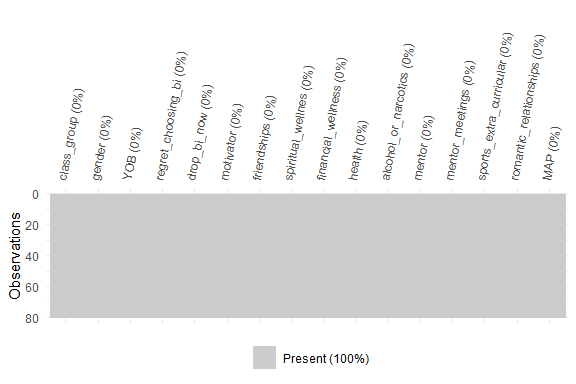 class_group (0%)
gender (0%)
YOB (0%)
regret_choosing_bi (0%)
drop_bi_now (0%)
motivator (0%)
friendships (0%)
spiritual_wellnes (0%)
financial_wellness (0%)
health (0%)
alcohol_or_narcotics (0%)
mentor (0%)
mentor_meetings (0%)
sports_extra_curricular (0%)
romantic_relationships (0%)
MAP (0%)
Observations
0
20
40
60
80
Present (100%)